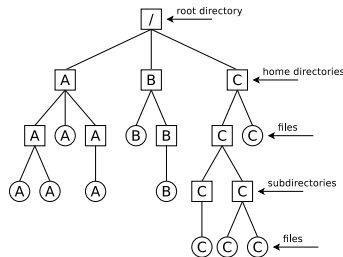 / root directory
A B C home directories
A A A B B C C files
A A A B C C subdirectories
C C C files